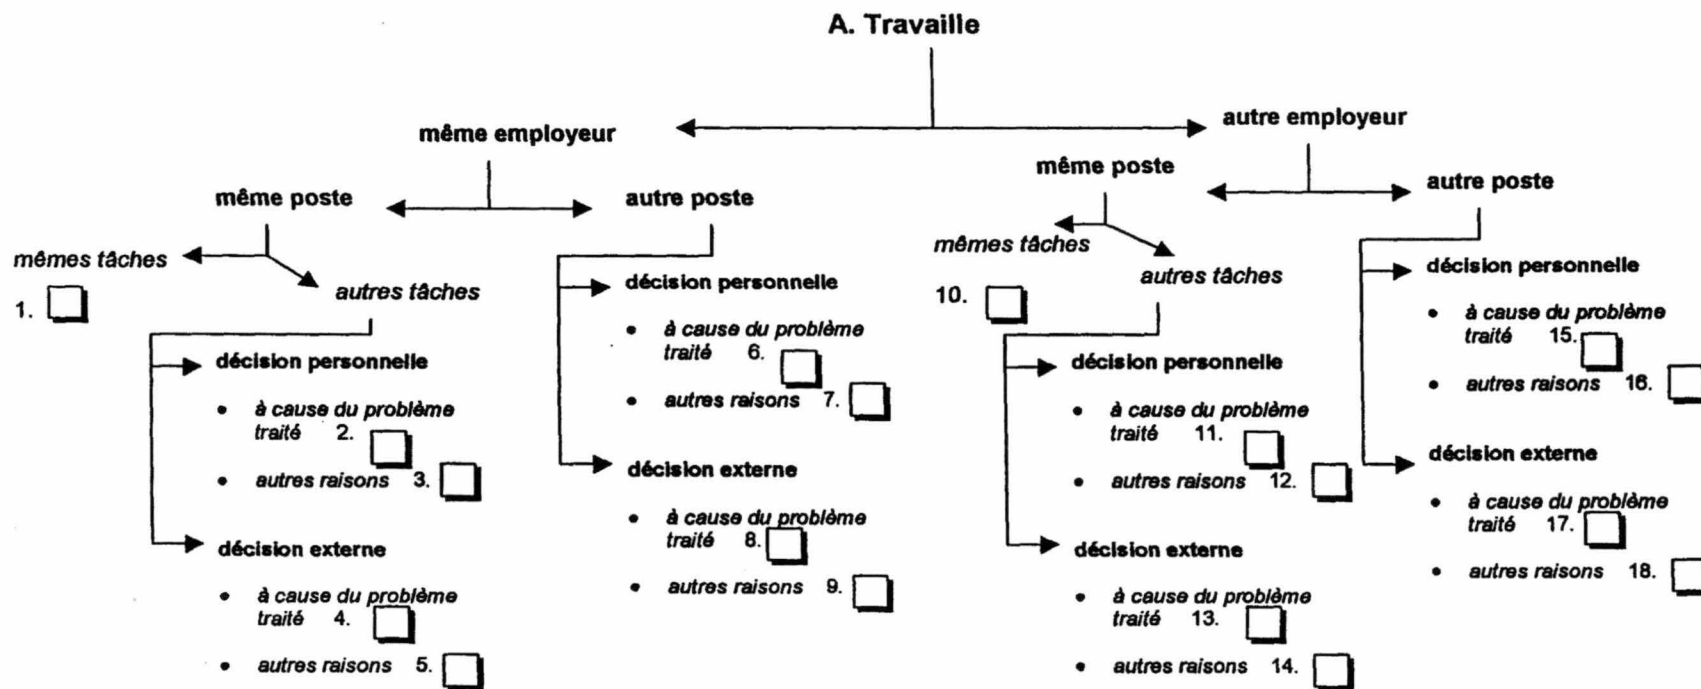 A. Travaille
même employeur
même poste
mêmes tâches
1.
autres tâches
décision personnelle
• à cause du problème
traité 2.
• autres raisons 3.
décision externe
• à cause du problème
traité 4.
• autres raisons 5.
autre poste
décision personnelle
• à cause du problème
traité 6.
• autres raisons 7.
décision externe
• à cause du problème
traité 8.
• autres raisons 9.
autre employeur
même poste
mêmes tâches
10.
autres tâches
décision personnelle
• à cause du problème
traité 11.
• autres raisons 12.
décision externe
• à cause du problème
traité 13.
• autres raisons 14.
autre poste
décision personnelle
• à cause du problème
traité 15.
• autres raisons 16.
décision externe
• à cause du problème
traité 17.
• autres raisons 18.